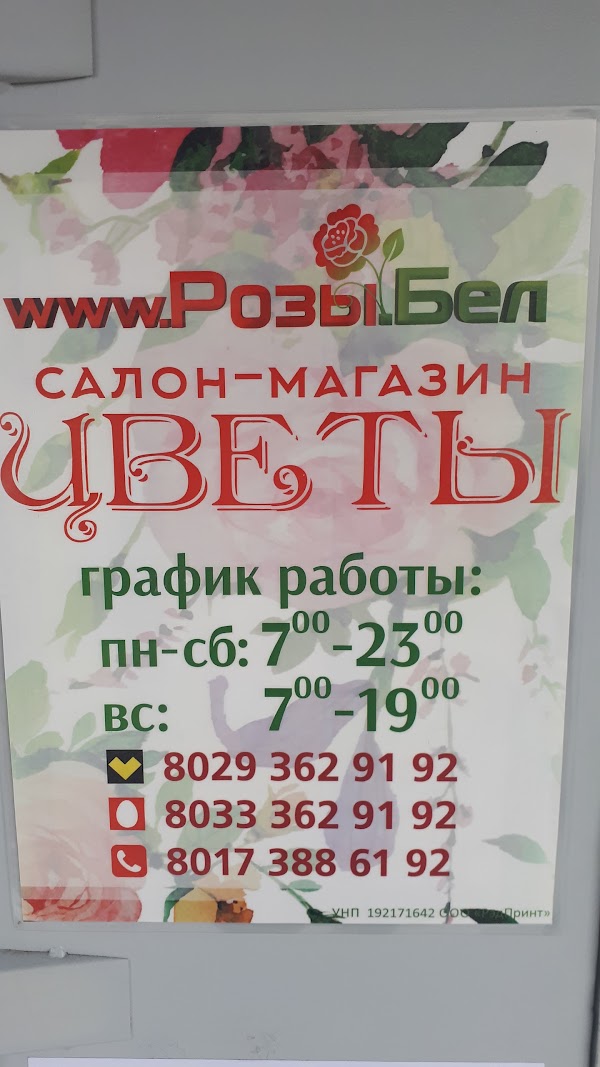 www.Розы.Бел
САЛОН-МАГАЗИН
ЦВЕТЫ
график работы:
пн-сб: 7⁰⁰-23⁰⁰
вс: 7⁰⁰-19⁰⁰
8029 362 91 92
8033 362 91 92
8017 388 61 92
УНП 192171642 ООО